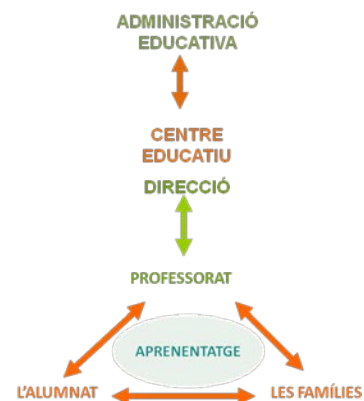 ADMINISTRACIÓ
EDUCATIVA
CENTRE
EDUCATIU
DIRECCIÓ
PROFESSORAT
APRENENTATGE
L'ALUMNAT
LES FAMÍLIES